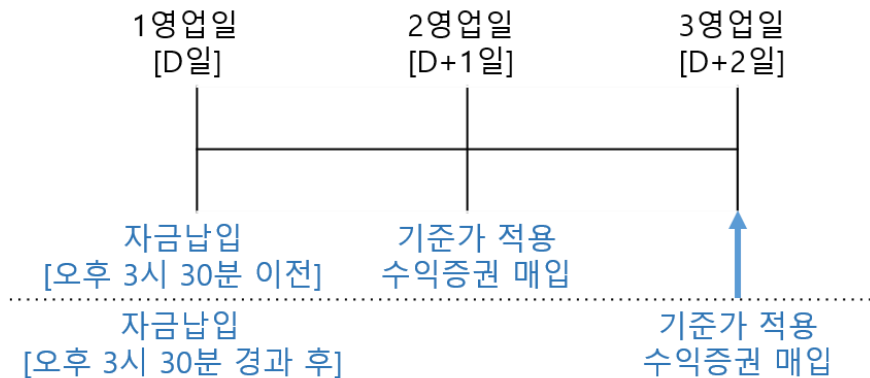 1영업일 2영업일 3영업일
[D일] [D+1일] [D+2일]
자금납입 기준가 적용
[오후 3시 30분 이전] 수익증권 매입
자금납입 기준가 적용
[오후 3시 30분 경과 후] 수익증권 매입